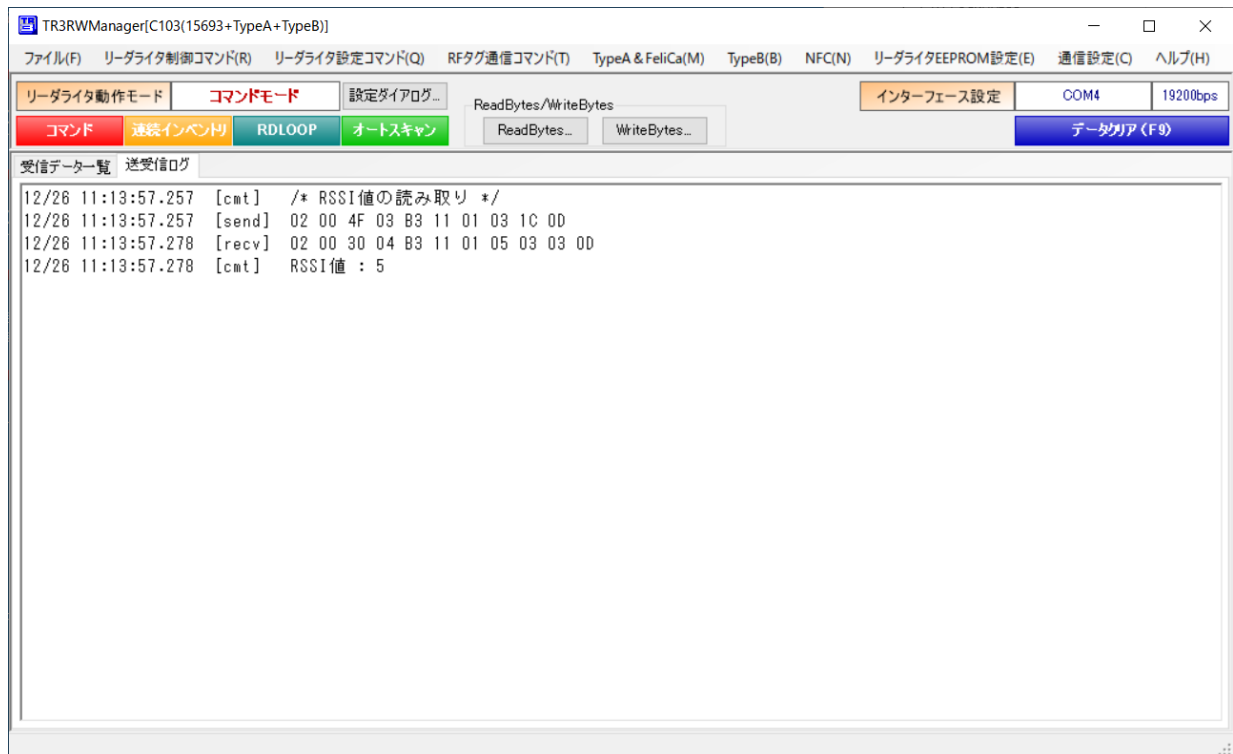 TR3RWManager[C103(15693+TypeA+TypeB)]
ファイル(F) リーダライタ制御コマンド(R) リーダライタ設定コマンド(Q) RFタグ通信コマンド(T) TypeA & FeliCa(M) TypeB(B) NFC(N) リーダライタEEPROM設定(E) 通信設定(C) ヘルプ(H)
リーダライタ動作モード コマンドモード 設定ダイアログ... ReadBytes/WriteBytes インターフェース設定 COM4 19200bps
コマンド 連続インベントリ RDLOOP オートスキャン ReadBytes... WriteBytes... データクリア(F9)
受信データ一覧 送受信ログ
12/26 11:13:57.257 [cmt] /* RSSI値の読み取り */
12/26 11:13:57.257 [send] 02 00 4F 03 B3 11 01 03 1C 0D
12/26 11:13:57.278 [recv] 02 00 30 04 B3 11 01 05 03 03 0D
12/26 11:13:57.278 [cmt] RSSI値 : 5